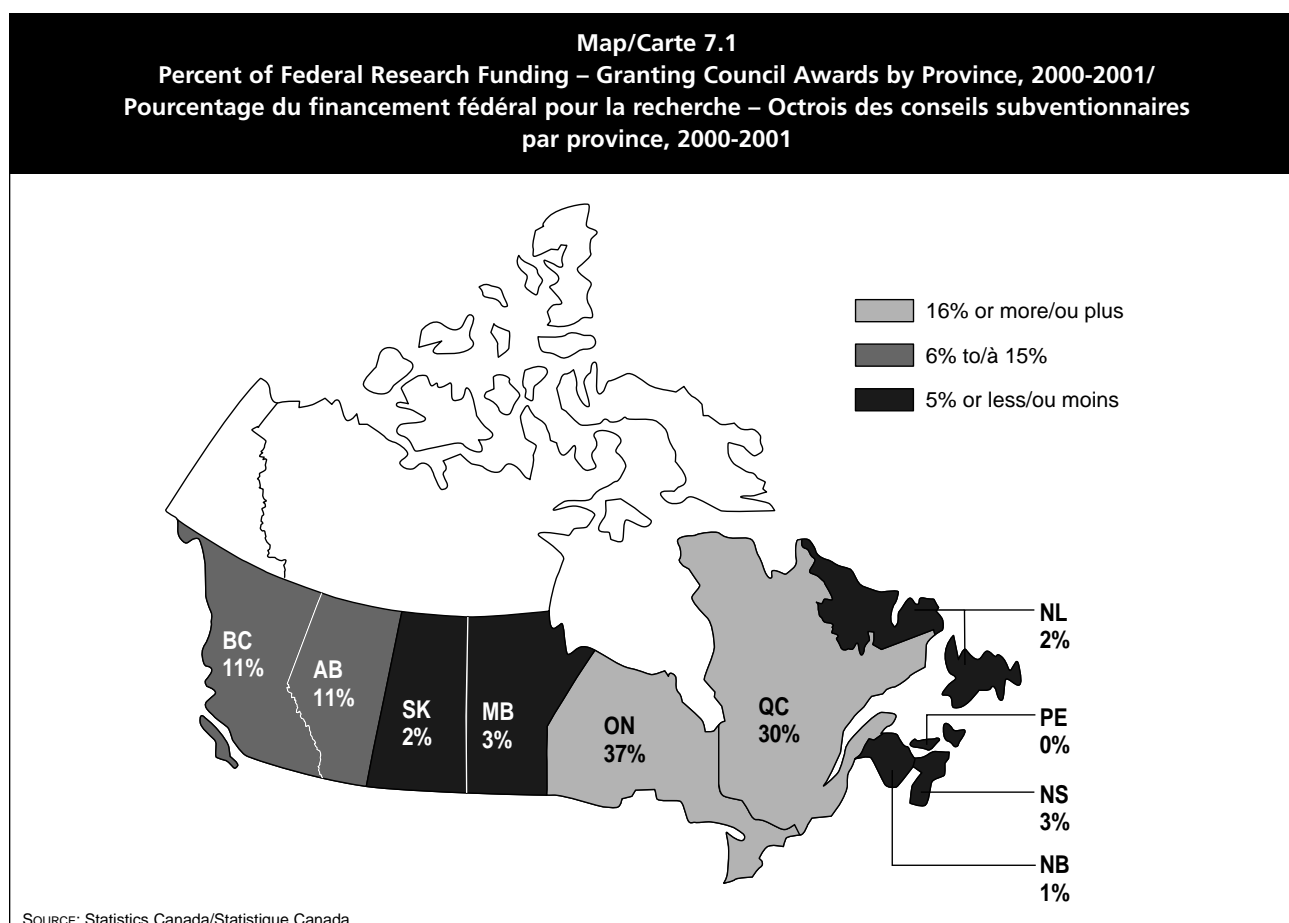 Map/Carte 7.1
Percent of Federal Research Funding – Granting Council Awards by Province, 2000-2001/
Pourcentage du financement fédéral pour la recherche – Octrois des conseils subventionnaires
par province, 2000-2001
16% or more/ou plus
6% to/à 15%
5% or less/ou moins
BC
11%
AB
11%
SK
2%
MB
3%
ON
37%
QC
30%
NL
2%
PE
0%
NS
3%
NB
1%
SOURCE: Statistics Canada/Statistique Canada